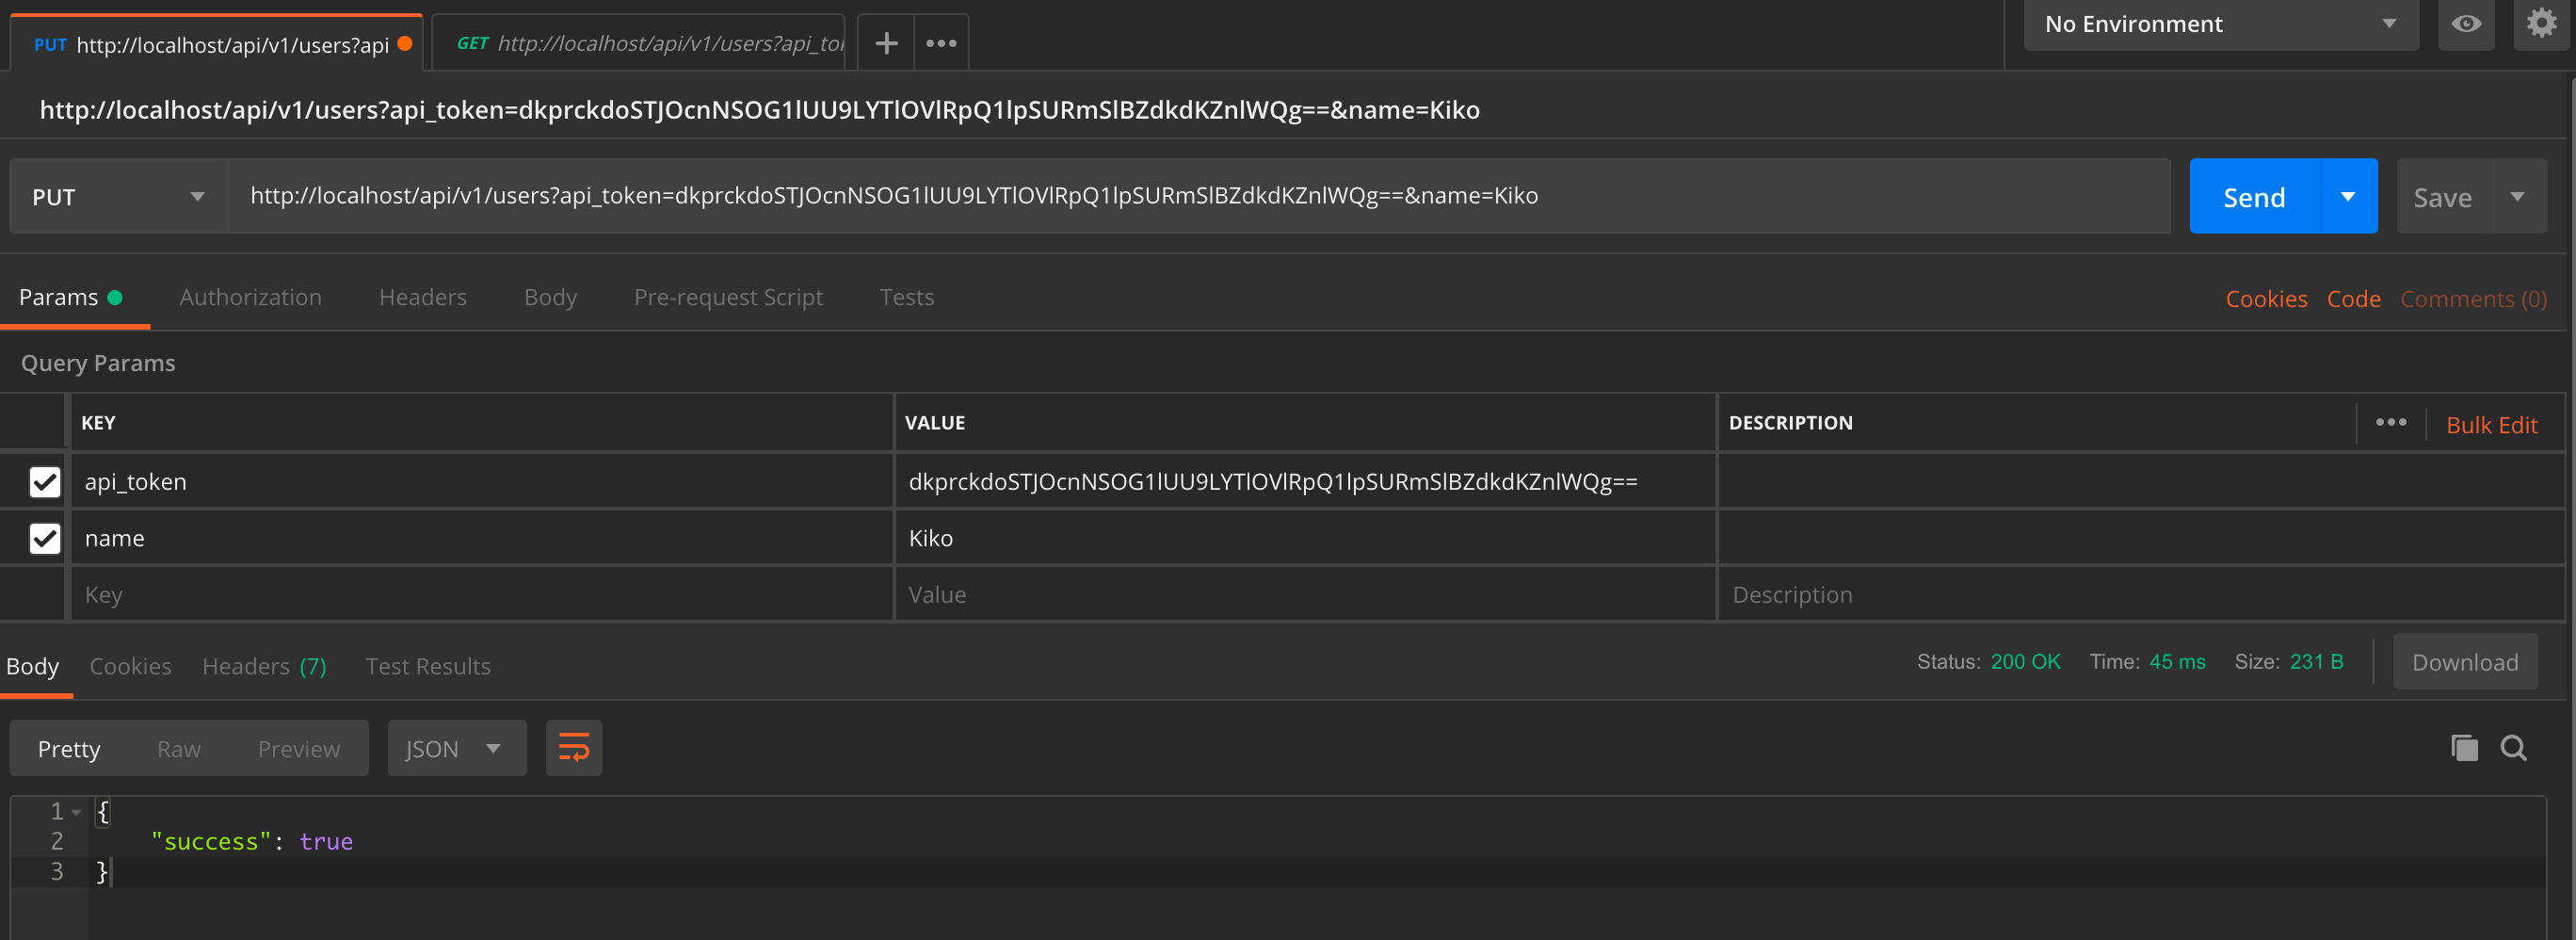 PUT http://localhost/api/v1/users?api
GET http://localhost/api/v1/users?api_to
No Environment
http://localhost/api/v1/users?api_token=dkprckdoSTJOcnNSOG1lUU9LYTlOVlRpQ1lpSURmSlBZdkdKZnlWQg==&name=Kiko
PUT http://localhost/api/v1/users?api_token=dkprckdoSTJOcnNSOG1lUU9LYTlOVlRpQ1lpSURmSlBZdkdKZnlWQg==&name=Kiko Send Save
Params Authorization Headers Body Pre-request Script Tests Cookies Code Comments (0)
Query Params
KEY VALUE DESCRIPTION ••• Bulk Edit
api_token dkprckdoSTJOcnNSOG1lUU9LYTlOVlRpQ1lpSURmSlBZdkdKZnlWQg==
name Kiko
Key Value Description
Body Cookies Headers (7) Test Results Status: 200 OK Time: 45 ms Size: 231 B Download
Pretty Raw Preview JSON
1 {
2 "success": true
3 }